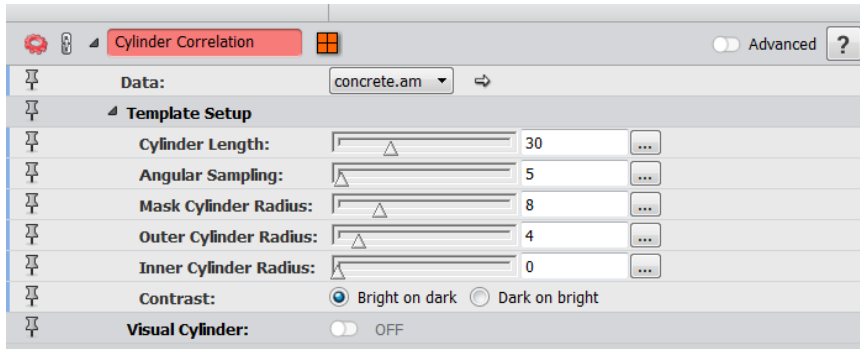 Cylinder Correlation Advanced ?
Data: concrete.am
Template Setup
Cylinder Length: 30 ...
Angular Sampling: 5 ...
Mask Cylinder Radius: 8 ...
Outer Cylinder Radius: 4 ...
Inner Cylinder Radius: 0 ...
Contrast: Bright on dark Dark on bright
Visual Cylinder: OFF